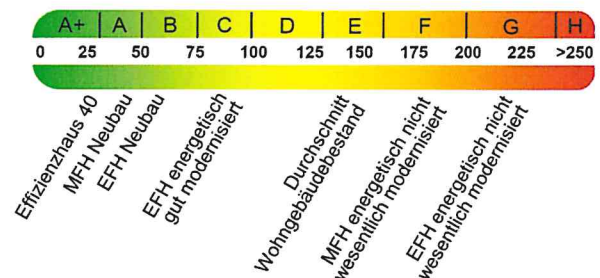 A+ A B C D E F G H
0 25 50 75 100 125 150 175 200 225 >250
Effizienzhaus 40
MFH Neubau
EFH Neubau
EFH energetisch
gut modernisiert
Durchschnitt
Wohngebäudebestand
MFH energetisch nicht
wesentlich modernisiert
EFH energetisch nicht
wesentlich modernisiert